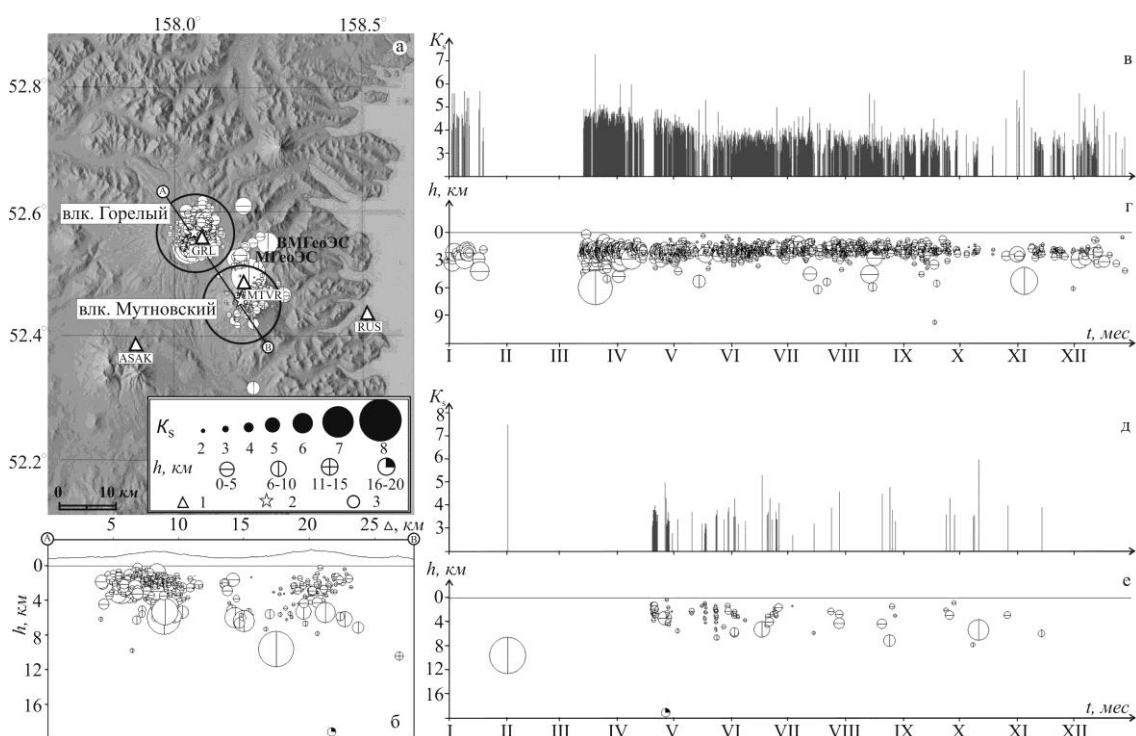 158.0° 158.5°
а
52.8°
52.6°
52.4°
52.2°
A
влк. Горелый
GRL
ВМГеоЭС
МГеоЭС
MTVR
влк. Мутновский
B
RUS
ASAK
Ks
2 3 4 5 6 7 8
h, км
0-5 6-10 11-15 16-20
1 2 3
0 10 км
A 5 10 15 20 25 Δ, км B
h, км
0
4
8
12
16
б
Ks
в
8
7
6
5
4
3
h, км
г
0
3
6
9
t, мес
I II III IV V VI VII VIII IX X XI XII
Ks
д
8
7
6
5
4
3
h, км
е
0
4
8
12
16
t, мес
I II III IV V VI VII VIII IX X XI XII